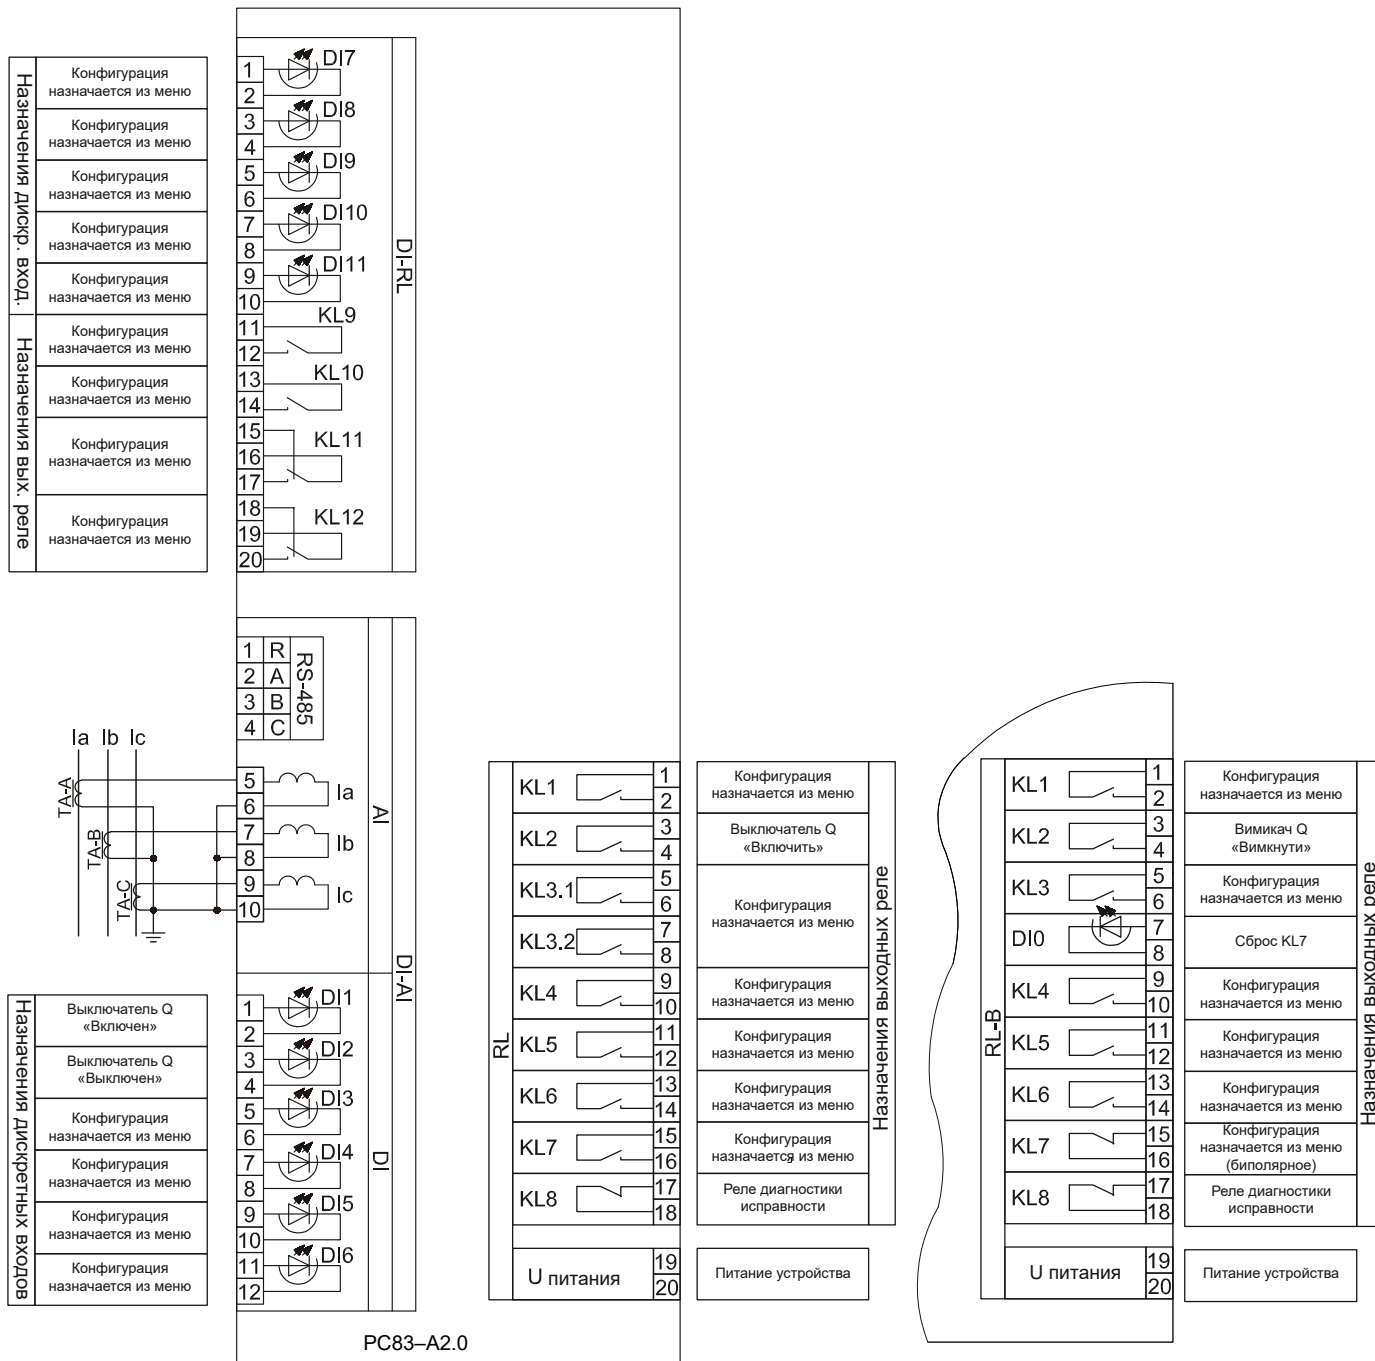 Назначения дискр. вход.
Конфигурация
назначается из меню
Конфигурация
назначается из меню
Конфигурация
назначается из меню
Конфигурация
назначается из меню
Конфигурация
назначается из меню
Назначения вых. реле
Конфигурация
назначается из меню
Конфигурация
назначается из меню
Конфигурация
назначается из меню
Конфигурация
назначается из меню
1
2
3
4
5
6
7
8
9
10
11
12
13
14
15
16
17
18
19
20
DI7
DI8
DI9
DI10
DI11
KL9
KL10
KL11
KL12
DI-RL
1 R
2 A
3 B
4 C
RS-485
Ia Ib Ic
TA-A
TA-B
TA-C
5
6
7
8
9
10
Ia
Ib
Ic
AI
DI-AI
Назначения дискретных входов
Выключатель Q
«Включен»
Выключатель Q
«Выключен»
Конфигурация
назначается из меню
Конфигурация
назначается из меню
Конфигурация
назначается из меню
Конфигурация
назначается из меню
1
2
3
4
5
6
7
8
9
10
11
12
DI1
DI2
DI3
DI4
DI5
DI6
DI
PC83–A2.0
RL
KL1
KL2
KL3.1
KL3.2
KL4
KL5
KL6
KL7
KL8
U питания
1
2
3
4
5
6
7
8
9
10
11
12
13
14
15
16
17
18
19
20
Конфигурация
назначается из меню
Выключатель Q
«Включить»
Конфигурация
назначается из меню
Конфигурация
назначается из меню
Конфигурация
назначается из меню
Конфигурация
назначается из меню
Конфигурация
назначается из меню
Реле диагностики
исправности
Питание устройства
Назначения выходных реле
RL-B
KL1
KL2
KL3
DI0
KL4
KL5
KL6
KL7
KL8
U питания
1
2
3
4
5
6
7
8
9
10
11
12
13
14
15
16
17
18
19
20
Конфигурация
назначается из меню
Вимикач Q
«Вимкнути»
Конфигурация
назначается из меню
Сброс KL7
Конфигурация
назначается из меню
Конфигурация
назначается из меню
Конфигурация
назначается из меню
Конфигурация
назначается из меню
(биполярное)
Реле диагностики
исправности
Питание устройства
Назначения выходных реле